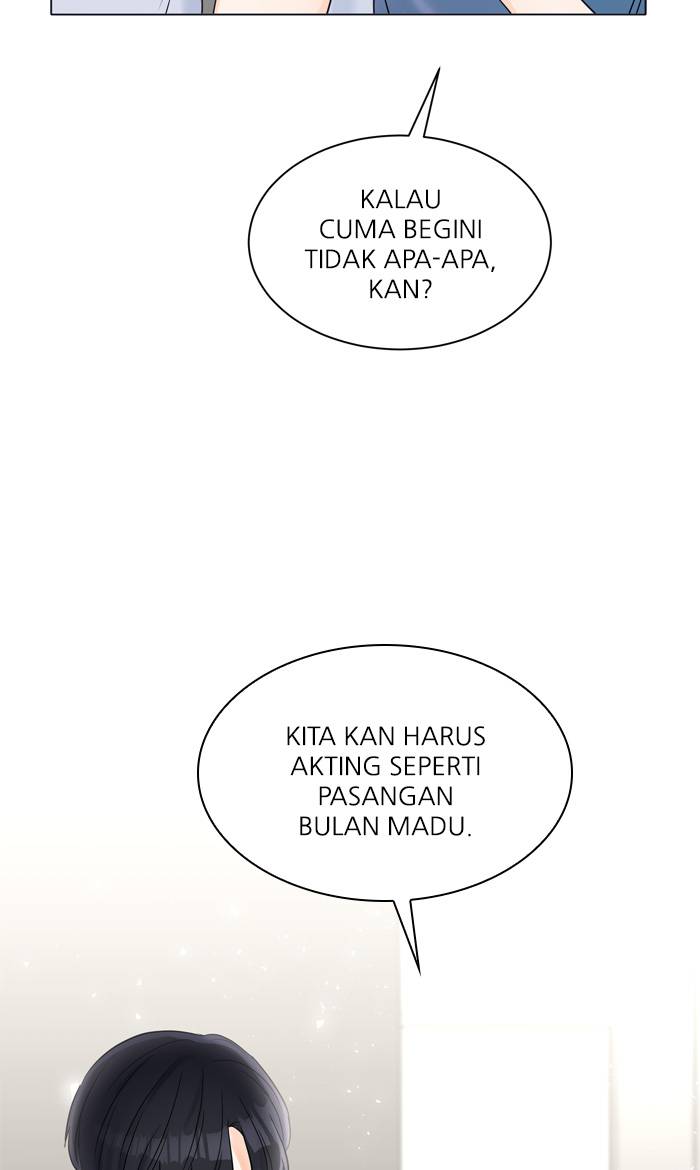 KALAU
CUMA BEGINI
TIDAK APA-APA,
KAN?
KITA KAN HARUS
AKTING SEPERTI
PASANGAN
BULAN MADU.